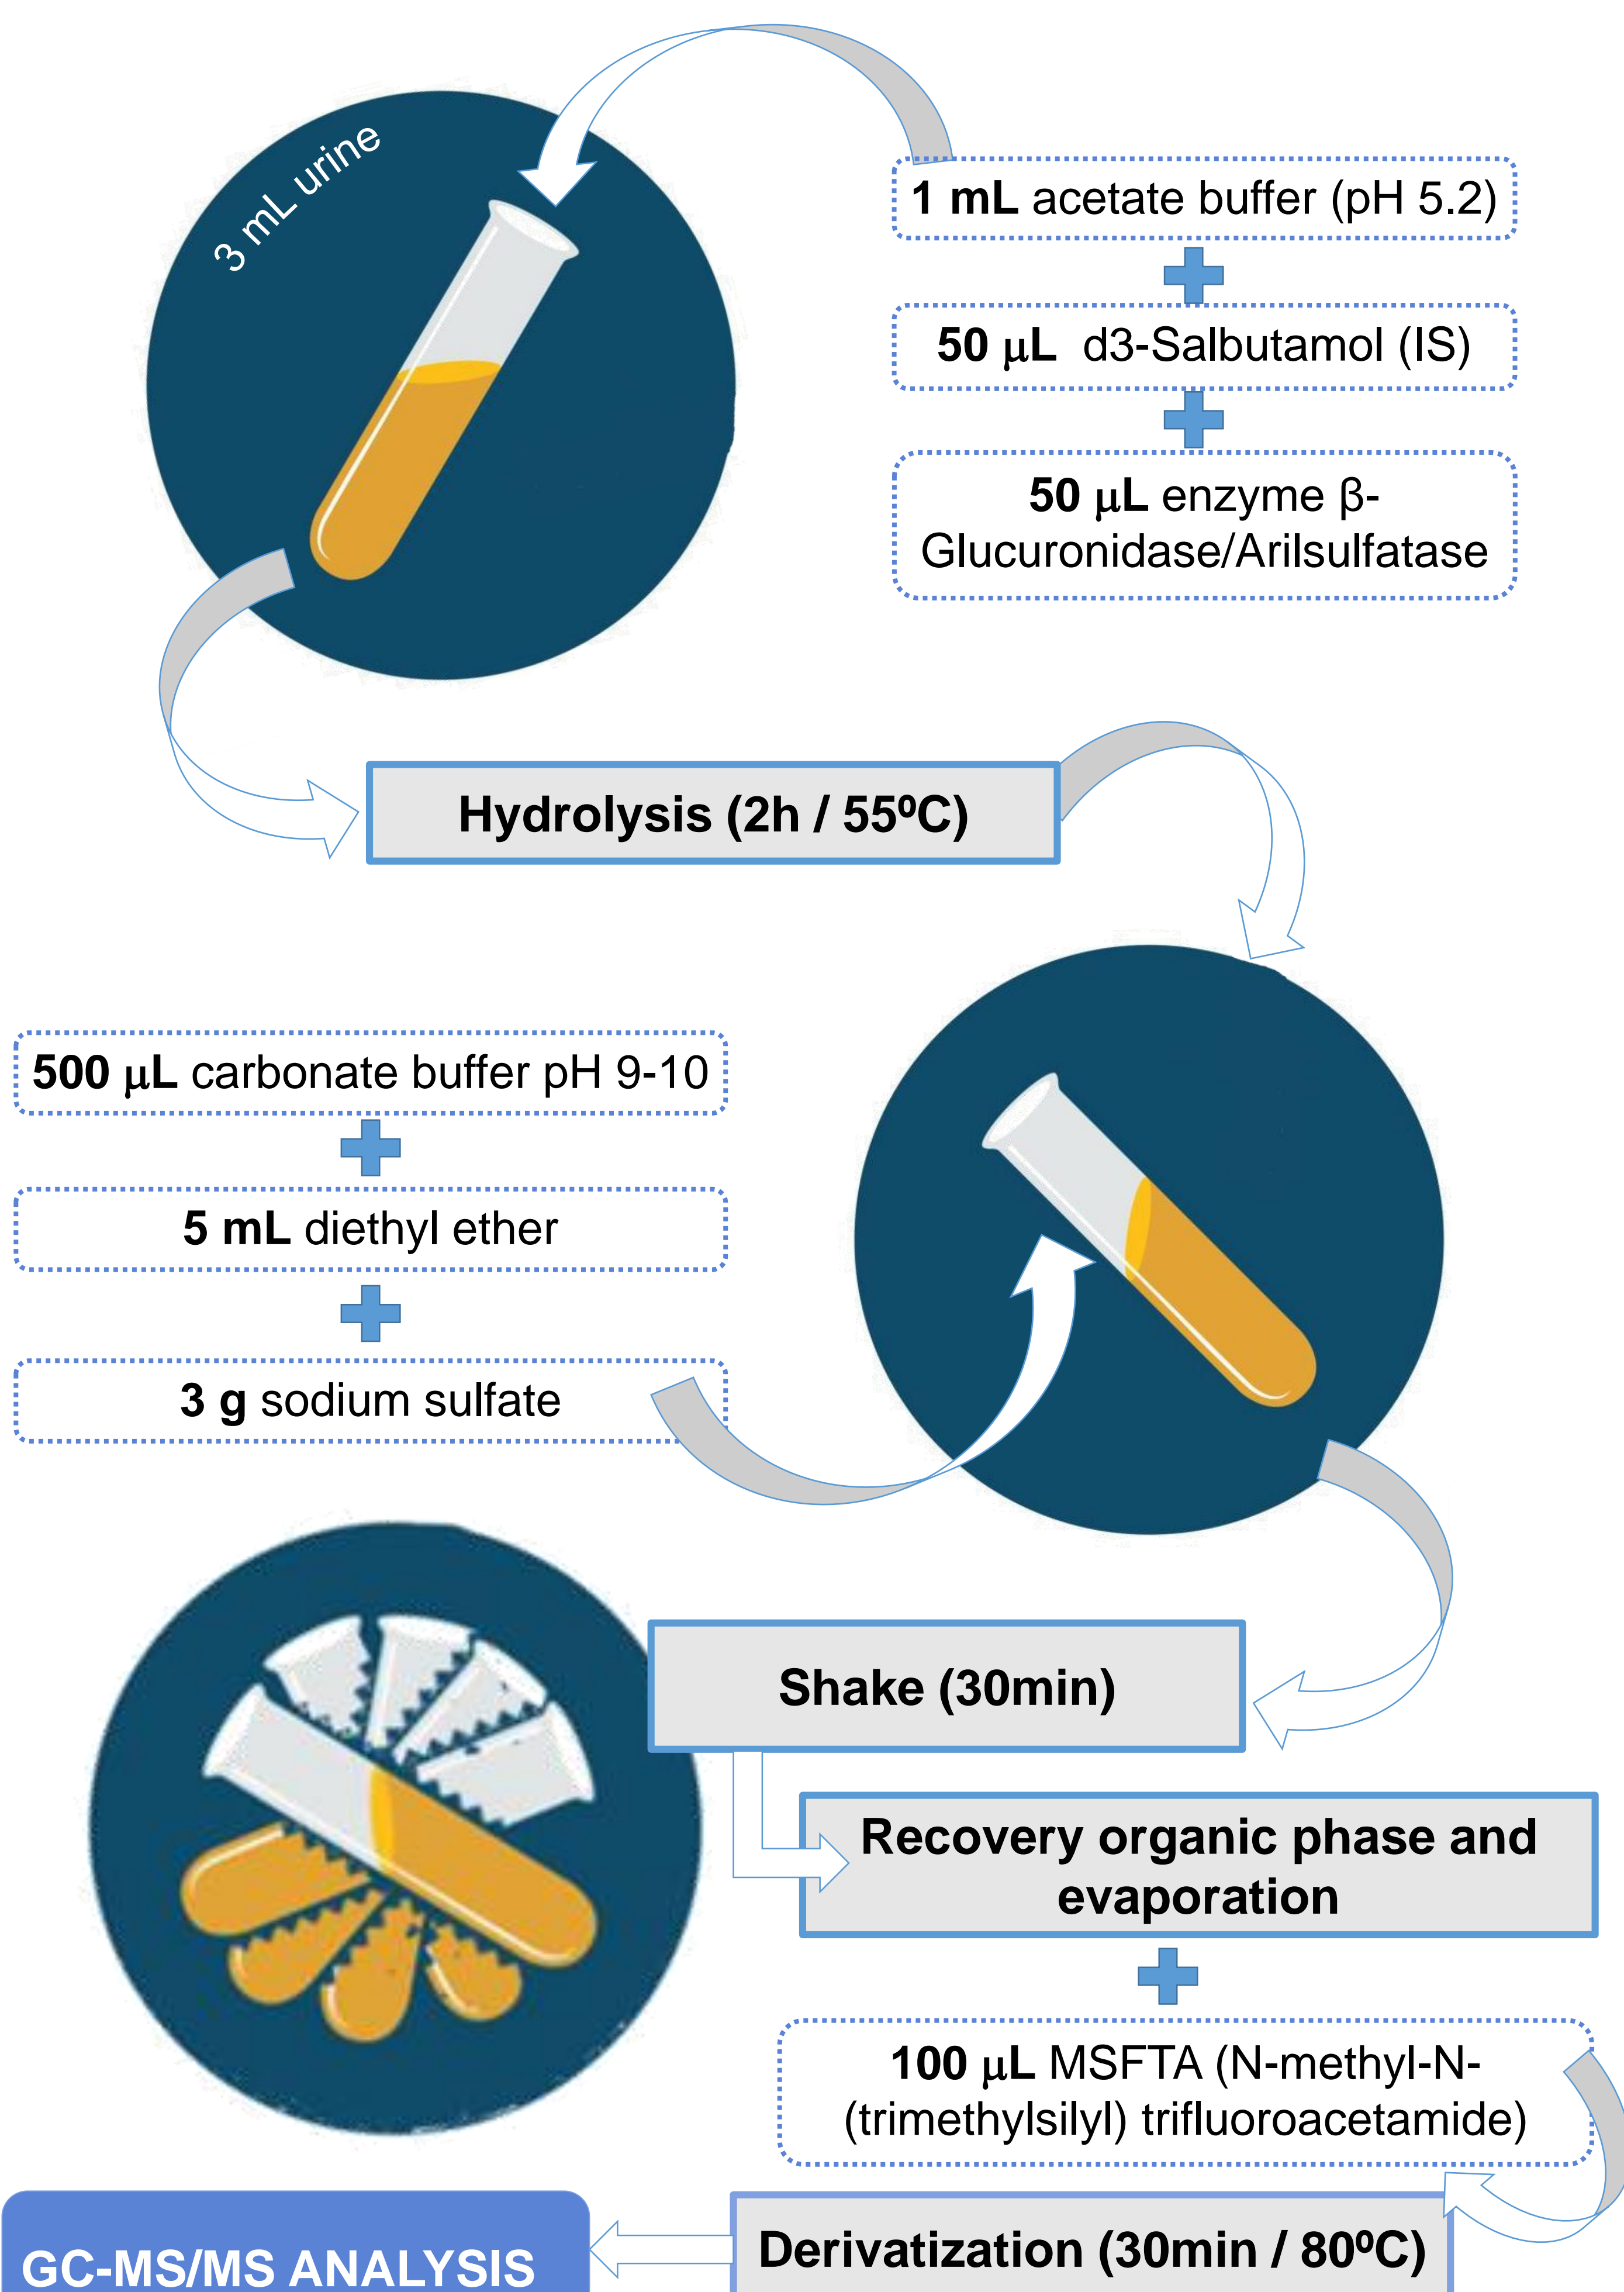 3 mL urine
1 mL acetate buffer (pH 5.2)
50 μL d3-Salbutamol (IS)
50 μL enzyme β-
Glucuronidase/Arilsulfatase
Hydrolysis (2h / 55ºC)
500 μL carbonate buffer pH 9-10
5 mL diethyl ether
3 g sodium sulfate
Shake (30min)
Recovery organic phase and
evaporation
100 μL MSFTA (N-methyl-N-
(trimethylsilyl) trifluoroacetamide)
Derivatization (30min / 80ºC)
GC-MS/MS ANALYSIS